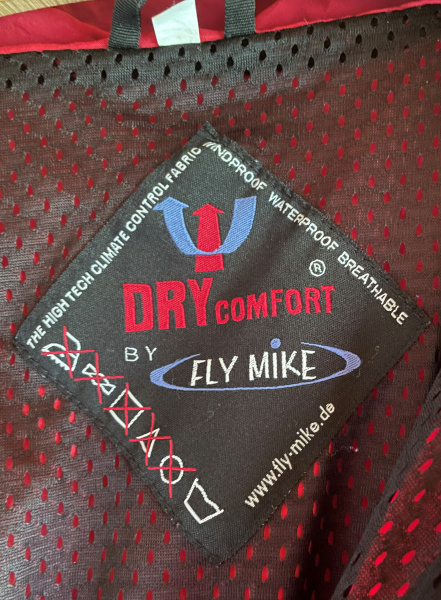 THE HIGH TECH CLIMATE CONTROL FABRIC
WINDPROOF WATERPROOF BREATHABLE
®
DRY COMFORT
BY FLY MIKE
www.fly-mike.de